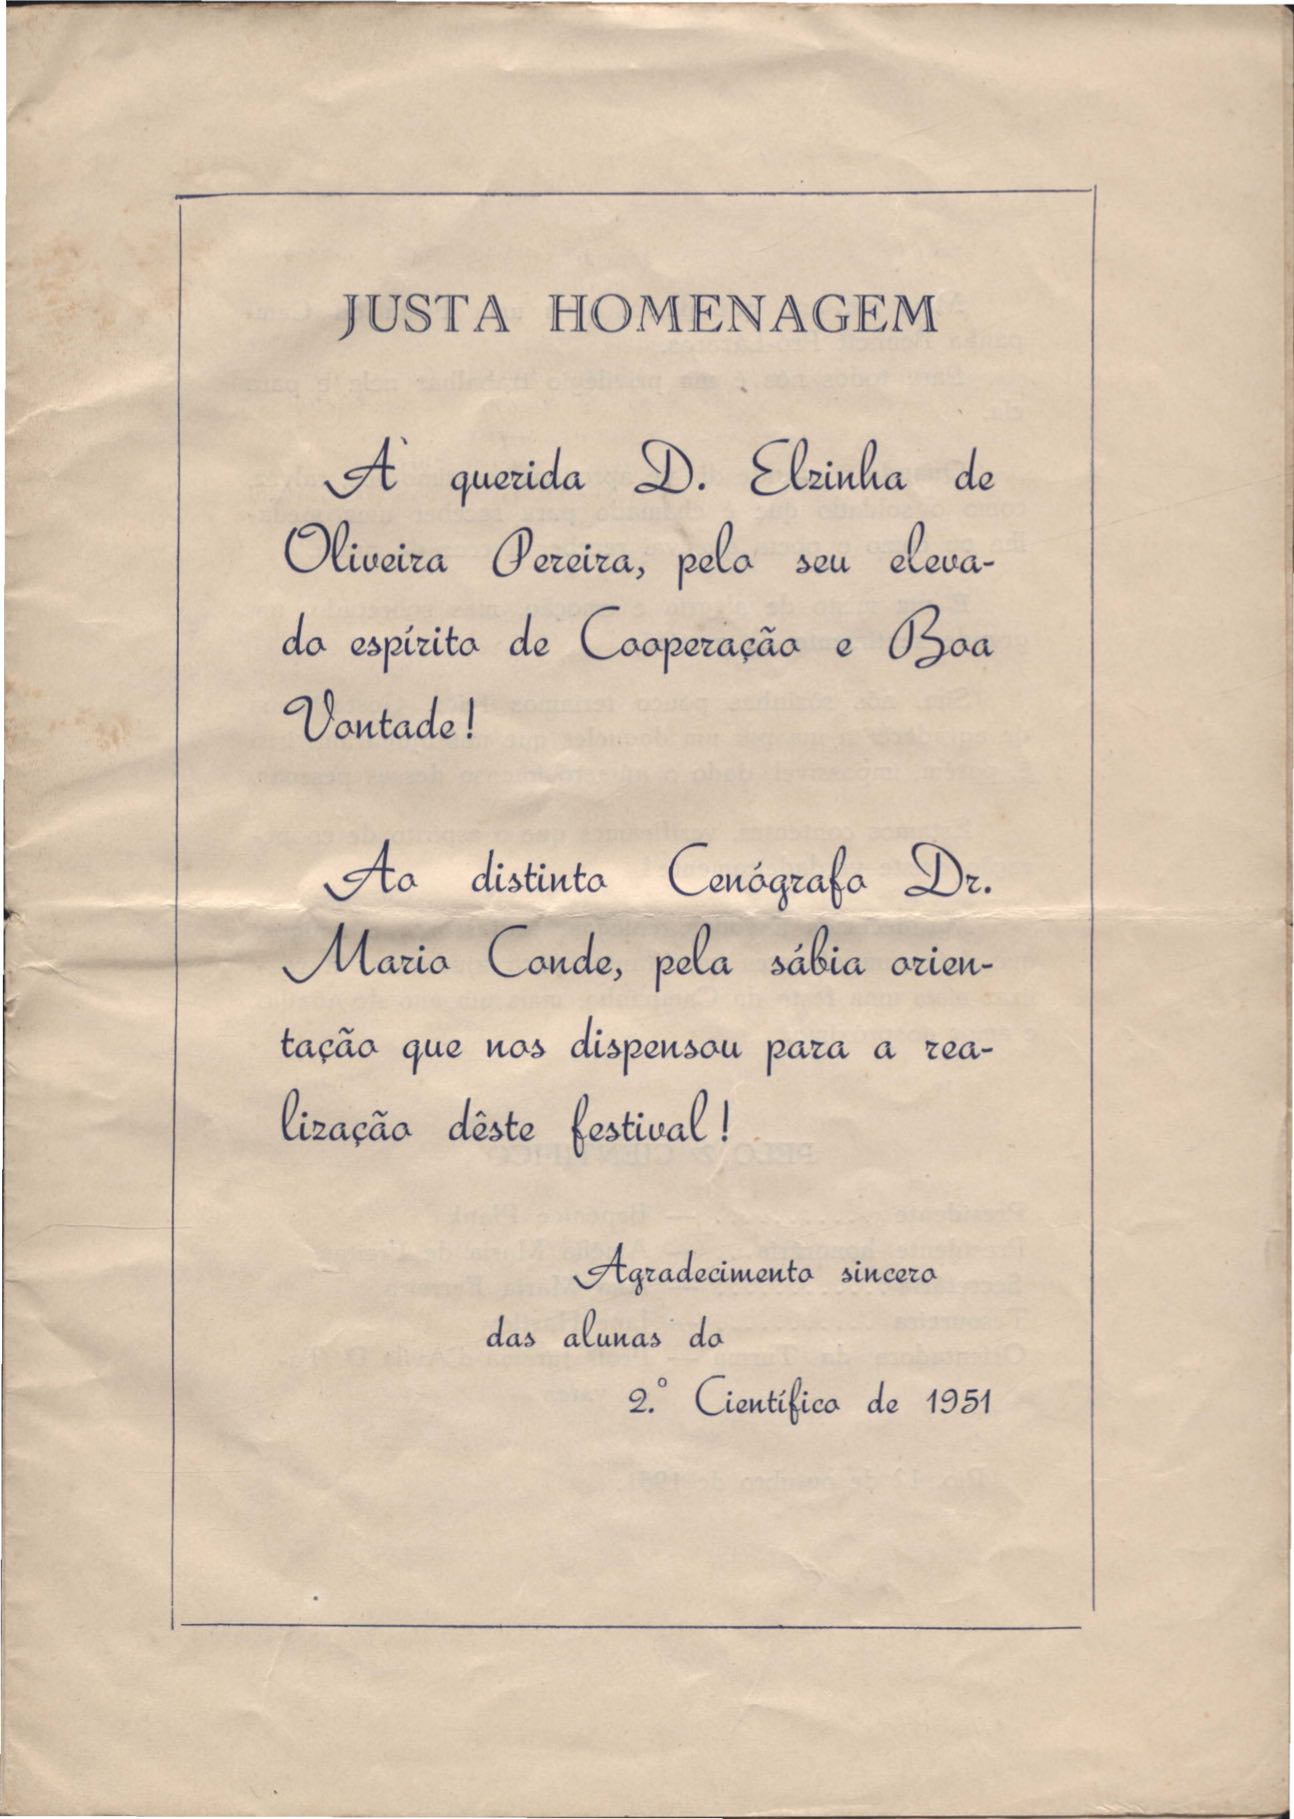 JUSTA HOMENAGEM
À querida D. Elzinha de
Oliveira Pereira, pelo seu eleva-
do espírito de Cooperação e Boa
Vontade!
Ao distinto Cenógrafo Dr.
Mario Conde, pela sábia orien-
tação que nos dispensou para a rea-
lização dêste festival!
Agradecimento sincero
das alunas do
2.º Científico de 1951